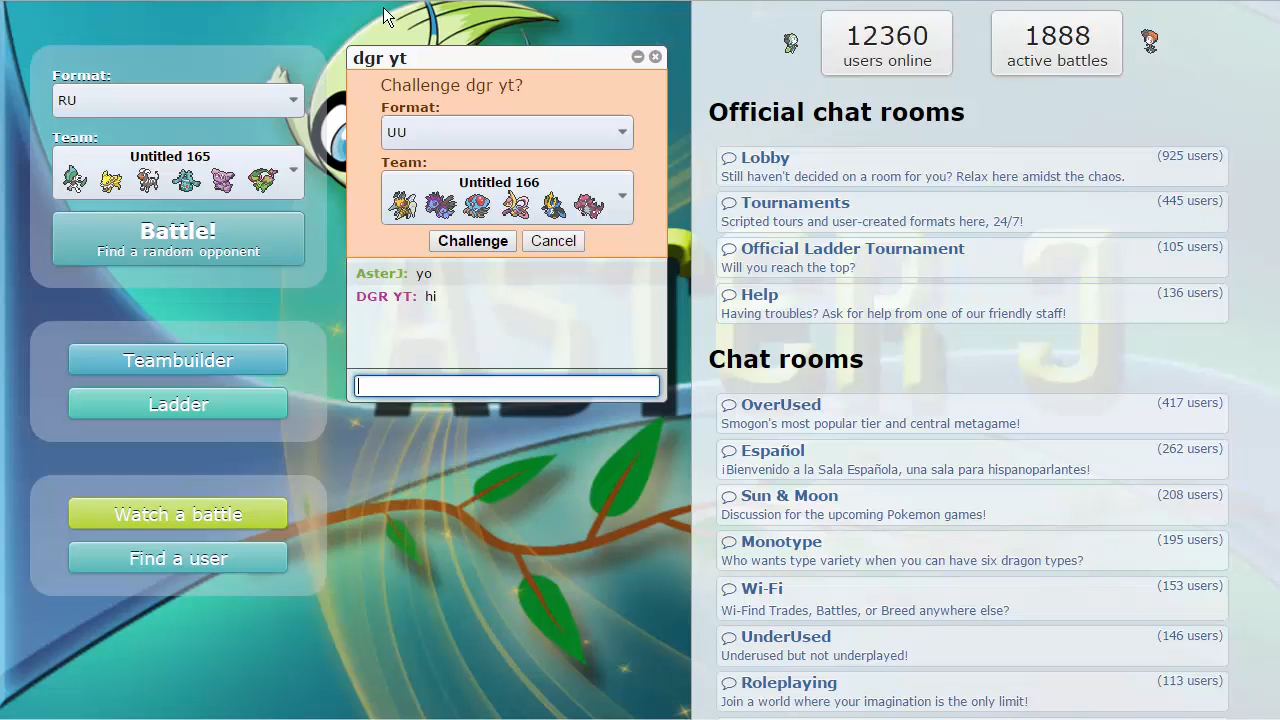 Format:
RU
Team:
Untitled 165
Battle!
Find a random opponent
Teambuilder
Ladder
Watch a battle
Find a user
dgr yt
Challenge dgr yt?
Format:
UU
Team:
Untitled 166
Challenge Cancel
AsterJ: yo
DGR YT: hi
ASTER J
12360
users online
1888
active battles
Official chat rooms
Lobby (925 users)
Still haven't decided on a room for you? Relax here amidst the chaos.
Tournaments (445 users)
Scripted tours and user-created formats here, 24/7!
Official Ladder Tournament (105 users)
Will you reach the top?
Help (136 users)
Having troubles? Ask for help from one of our friendly staff!
Chat rooms
OverUsed (417 users)
Smogon's most popular tier and central metagame!
Español (262 users)
¡Bienvenido a la Sala Española, una sala para hispanoparlantes!
Sun & Moon (208 users)
Discussion for the upcoming Pokemon games!
Monotype (195 users)
Who wants type variety when you can have six dragon types?
Wi-Fi (153 users)
Wi-Find Trades, Battles, or Breed anywhere else?
UnderUsed (146 users)
Underused but not underplayed!
Roleplaying (113 users)
Join a world where your imagination is the only limit!